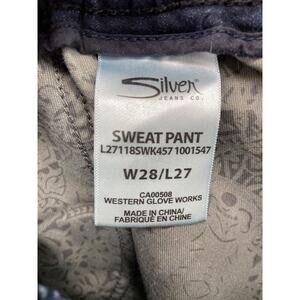 Silver
JEANS CO.
SWEAT PANT
L27118SWK457 1001547
W28/L27
CA00508
WESTERN GLOVE WORKS
MADE IN CHINA/
FABRIQUÉ EN CHINE